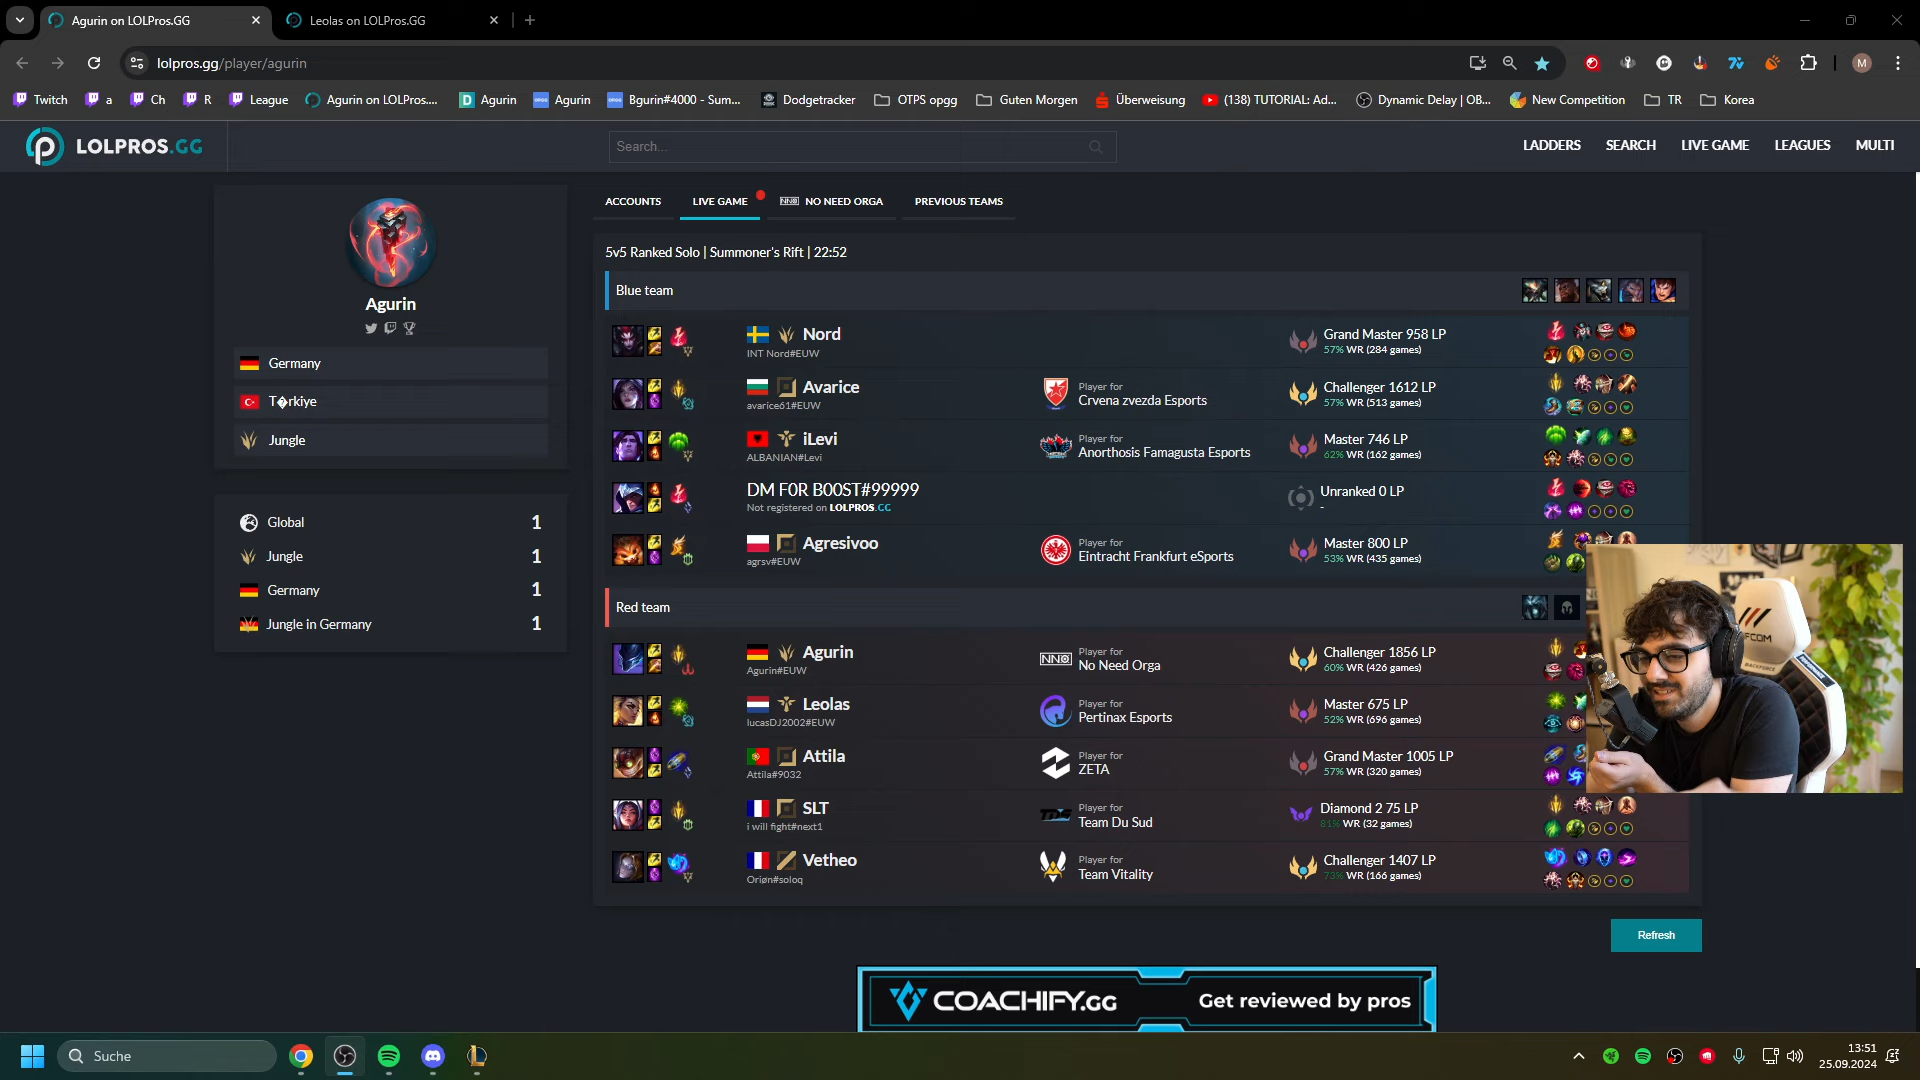 Agurin on LOLPros.GG
Leolas on LOLPros.GG
lolpros.gg/player/agurin
M
Twitch
a
Ch
R
League
Agurin on LOLPros....
Agurin
Agurin
Bgurin#4000 - Sum...
Dodgetracker
OTPS opgg
Guten Morgen
Überweisung
(138) TUTORIAL: Ad...
Dynamic Delay | OB...
New Competition
TR
Korea
LOLPROS.GG
Search...
LADDERS
SEARCH
LIVE GAME
LEAGUES
MULTI
Agurin
Germany
T�rkiye
Jungle
Global 1
Jungle 1
Germany 1
Jungle in Germany 1
ACCOUNTS
LIVE GAME
NNO NO NEED ORGA
PREVIOUS TEAMS
5v5 Ranked Solo | Summoner's Rift | 22:52
Blue team
Nord
INT Nord#EUW
Grand Master 958 LP
57% WR (284 games)
Avarice
avarice61#EUW
Player for
Crvena zvezda Esports
Challenger 1612 LP
57% WR (513 games)
iLevi
ALBANIAN#Levi
Player for
Anorthosis Famagusta Esports
Master 746 LP
62% WR (162 games)
DM F0R B00ST#99999
Not registered on LOLPROS.GG
Unranked 0 LP
-
Agresivoo
agrsv#EUW
Player for
Eintracht Frankfurt eSports
Master 800 LP
53% WR (435 games)
Red team
Agurin
Agurin#EUW
NNO
Player for
No Need Orga
Challenger 1856 LP
60% WR (426 games)
Leolas
lucasDJ2002#EUW
Player for
Pertinax Esports
Master 675 LP
52% WR (696 games)
Attila
Attila#9032
Player for
ZETA
Grand Master 1005 LP
57% WR (320 games)
SLT
i will fight#next1
Player for
Team Du Sud
Diamond 2 75 LP
81% WR (32 games)
Vetheo
Oriøn#soloq
Player for
Team Vitality
Challenger 1407 LP
73% WR (166 games)
Refresh
COACHIFY.GG
Get reviewed by pros
Suche
13:51
25.09.2024